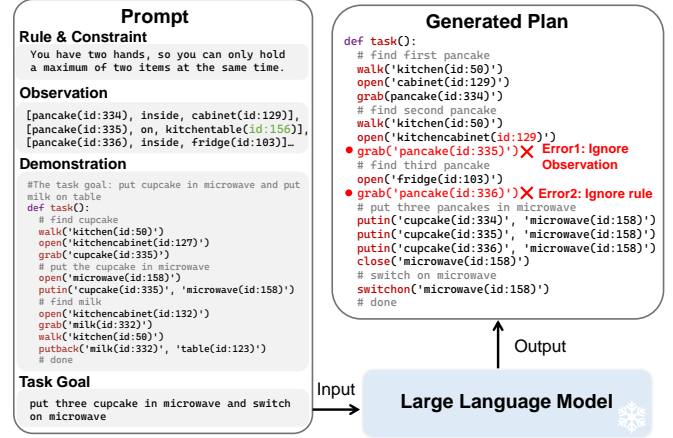 Prompt
Rule & Constraint
You have two hands, so you can only hold
a maximum of two items at the same time.
Observation
[pancake(id:334), inside, cabinet(id:129)],
[pancake(id:335), on, kitchentable(id:156)],
[pancake(id:336), inside, fridge(id:103)]…
Demonstration
#The task goal: put cupcake in microwave and put
milk on table
def task():
# find cupcake
walk('kitchen(id:50)')
open('kitchencabinet(id:127)')
grab('cupcake(id:335)')
# put the cupcake in microwave
open('microwave(id:158)')
putin('cupcake(id:335)', 'microwave(id:158)')
# find milk
open('kitchencabinet(id:132)')
grab('milk(id:332)')
walk('kitchen(id:50)')
putback('milk(id:332)', 'table(id:123)')
# done
Task Goal
put three cupcake in microwave and switch
on microwave
Input
Large Language Model
Output
Generated Plan
def task():
# find first pancake
walk('kitchen(id:50)')
open('cabinet(id:129)')
grab(pancake(id:334)')
# find second pancake
walk('kitchen(id:50)')
open('kitchencabinet(id:129)')
grab('pancake(id:335)') Error1: Ignore
Observation
# find third pancake
open('fridge(id:103)')
grab('pancake(id:336)') Error2: Ignore rule
# put three pancakes in microwave
putin('cupcake(id:334)', 'microwave(id:158)')
putin('cupcake(id:335)', 'microwave(id:158)')
putin('cupcake(id:336)', 'microwave(id:158)')
close('microwave(id:158)')
# switch on microwave
switchon('microwave(id:158)')
# done